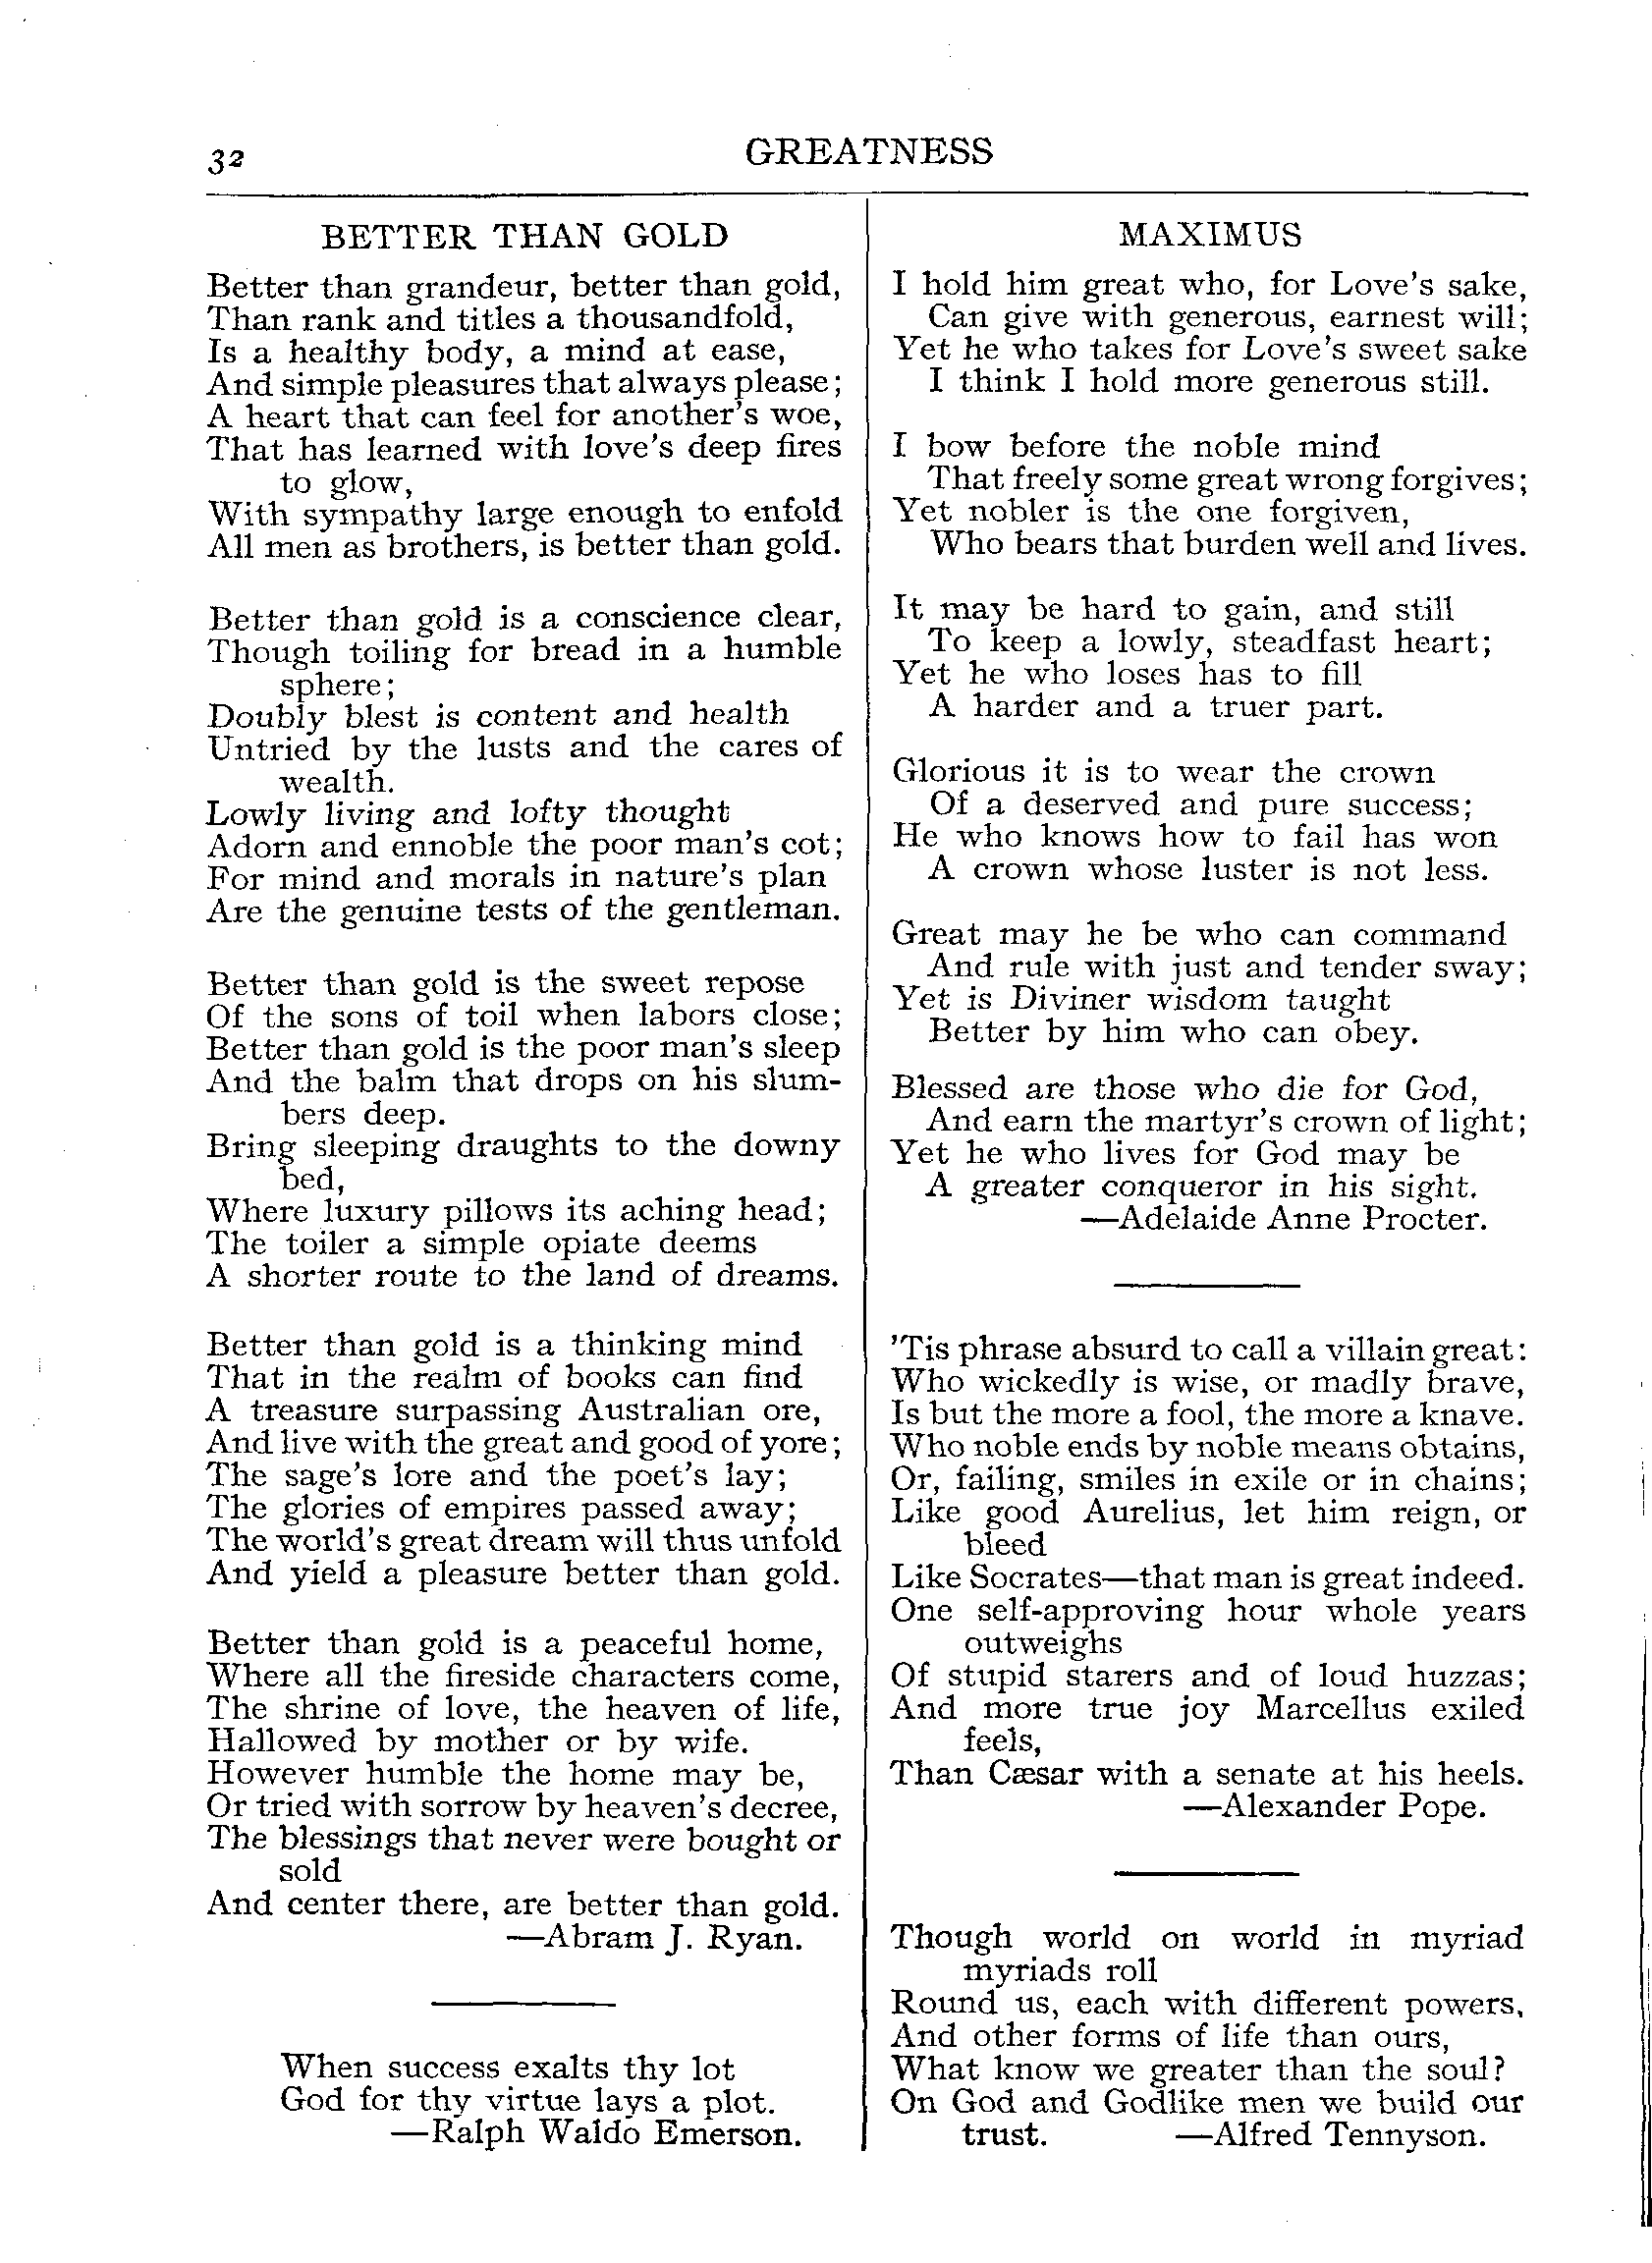 32
GREATNESS
BETTER THAN GOLD
Better than grandeur, better than gold,
Than rank and titles a thousandfold,
Is a healthy body, a mind at ease,
And simple pleasures that always please;
A heart that can feel for another's woe,
That has learned with love's deep fires
to glow,
With sympathy large enough to enfold
All men as brothers, is better than gold.
Better than gold is a conscience clear,
Though toiling for bread in a humble
sphere;
Doubly blest is content and health
Untried by the lusts and the cares of
wealth.
Lowly living and lofty thought
Adorn and ennoble the poor man's cot;
For mind and morals in nature's plan
Are the genuine tests of the gentleman.
Better than gold is the sweet repose
Of the sons of toil when labors close;
Better than gold is the poor man's sleep
And the balm that drops on his slum-
bers deep.
Bring sleeping draughts to the downy
bed,
Where luxury pillows its aching head;
The toiler a simple opiate deems
A shorter route to the land of dreams.
Better than gold is a thinking mind
That in the realm of books can find
A treasure surpassing Australian ore,
And live with the great and good of yore;
The sage's lore and the poet's lay;
The glories of empires passed away;
The world's great dream will thus unfold
And yield a pleasure better than gold.
Better than gold is a peaceful home,
Where all the fireside characters come,
The shrine of love, the heaven of life,
Hallowed by mother or by wife.
However humble the home may be,
Or tried with sorrow by heaven's decree,
The blessings that never were bought or
sold
And center there, are better than gold.
—Abram J. Ryan.
When success exalts thy lot
God for thy virtue lays a plot.
—Ralph Waldo Emerson.
MAXIMUS
I hold him great who, for Love's sake,
Can give with generous, earnest will;
Yet he who takes for Love's sweet sake
I think I hold more generous still.
I bow before the noble mind
That freely some great wrong forgives;
Yet nobler is the one forgiven,
Who bears that burden well and lives.
It may be hard to gain, and still
To keep a lowly, steadfast heart;
Yet he who loses has to fill
A harder and a truer part.
Glorious it is to wear the crown
Of a deserved and pure success;
He who knows how to fail has won
A crown whose luster is not less.
Great may he be who can command
And rule with just and tender sway;
Yet is Diviner wisdom taught
Better by him who can obey.
Blessed are those who die for God,
And earn the martyr's crown of light;
Yet he who lives for God may be
A greater conqueror in his sight.
—Adelaide Anne Procter.
'Tis phrase absurd to call a villain great:
Who wickedly is wise, or madly brave,
Is but the more a fool, the more a knave.
Who noble ends by noble means obtains,
Or, failing, smiles in exile or in chains;
Like good Aurelius, let him reign, or
bleed
Like Socrates—that man is great indeed.
One self-approving hour whole years
outweighs
Of stupid starers and of loud huzzas;
And more true joy Marcellus exiled
feels,
Than Cæsar with a senate at his heels.
—Alexander Pope.
Though world on world in myriad
myriads roll
Round us, each with different powers,
And other forms of life than ours,
What know we greater than the soul?
On God and Godlike men we build our
trust. —Alfred Tennyson.